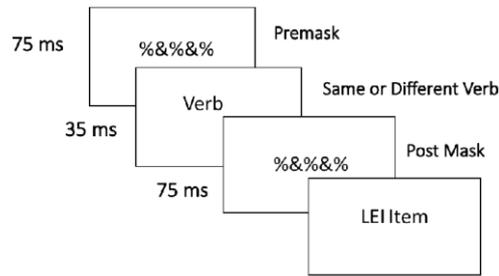 75 ms
%&%&%
Premask
35 ms
Verb
Same or Different Verb
75 ms
%&%&%
Post Mask
LEI Item